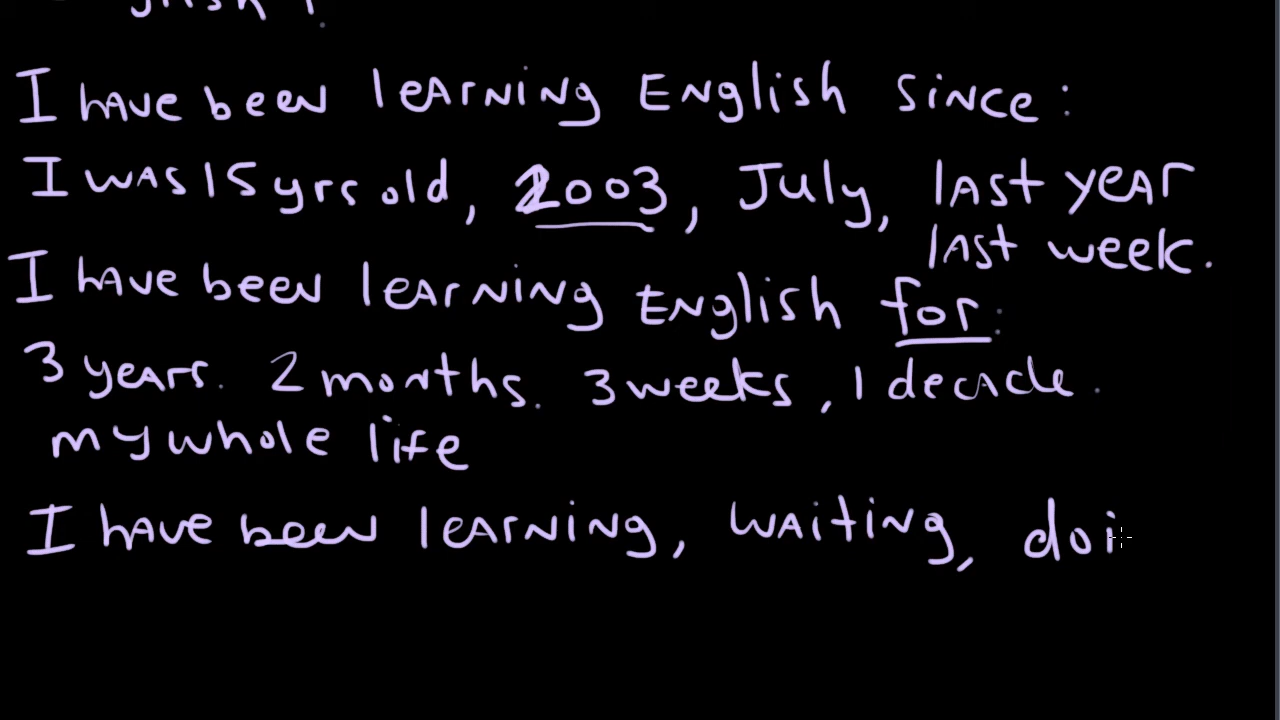 I have been learning English since:
I was 15 yrs old, 2003, July, last year
last week.
I have been learning English for:
3 years. 2 months. 3 weeks, 1 decade.
my whole life
I have been learning, waiting, doi